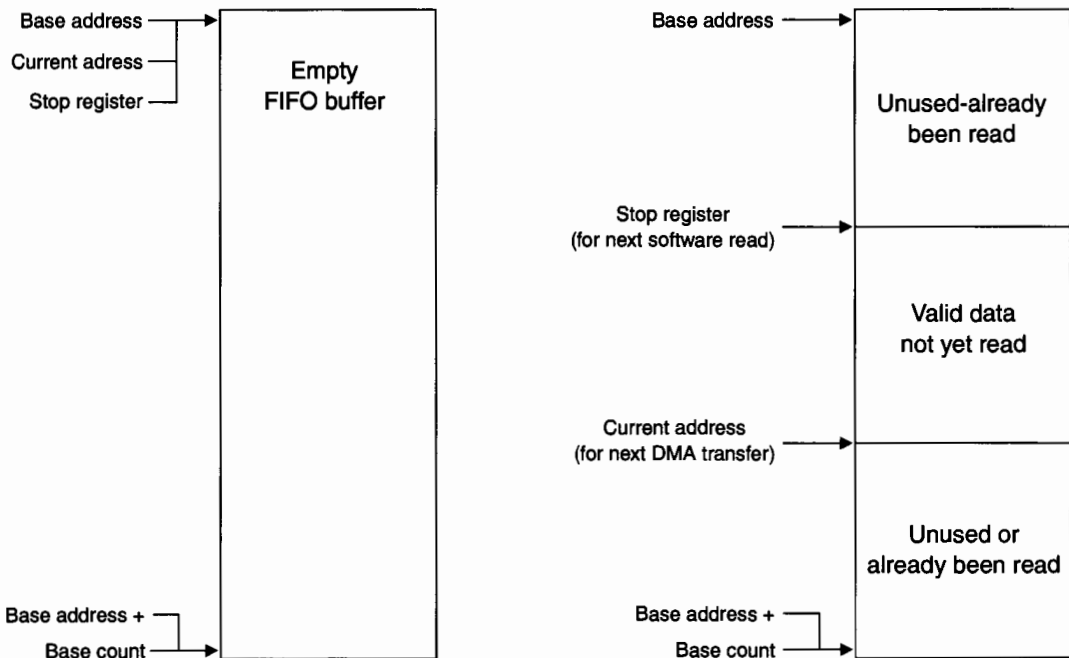 Base address
Current adress
Stop register
Empty
FIFO buffer
Base address +
Base count
Base address
Unused-already
been read
Stop register
(for next software read)
Valid data
not yet read
Current address
(for next DMA transfer)
Unused or
already been read
Base address +
Base count